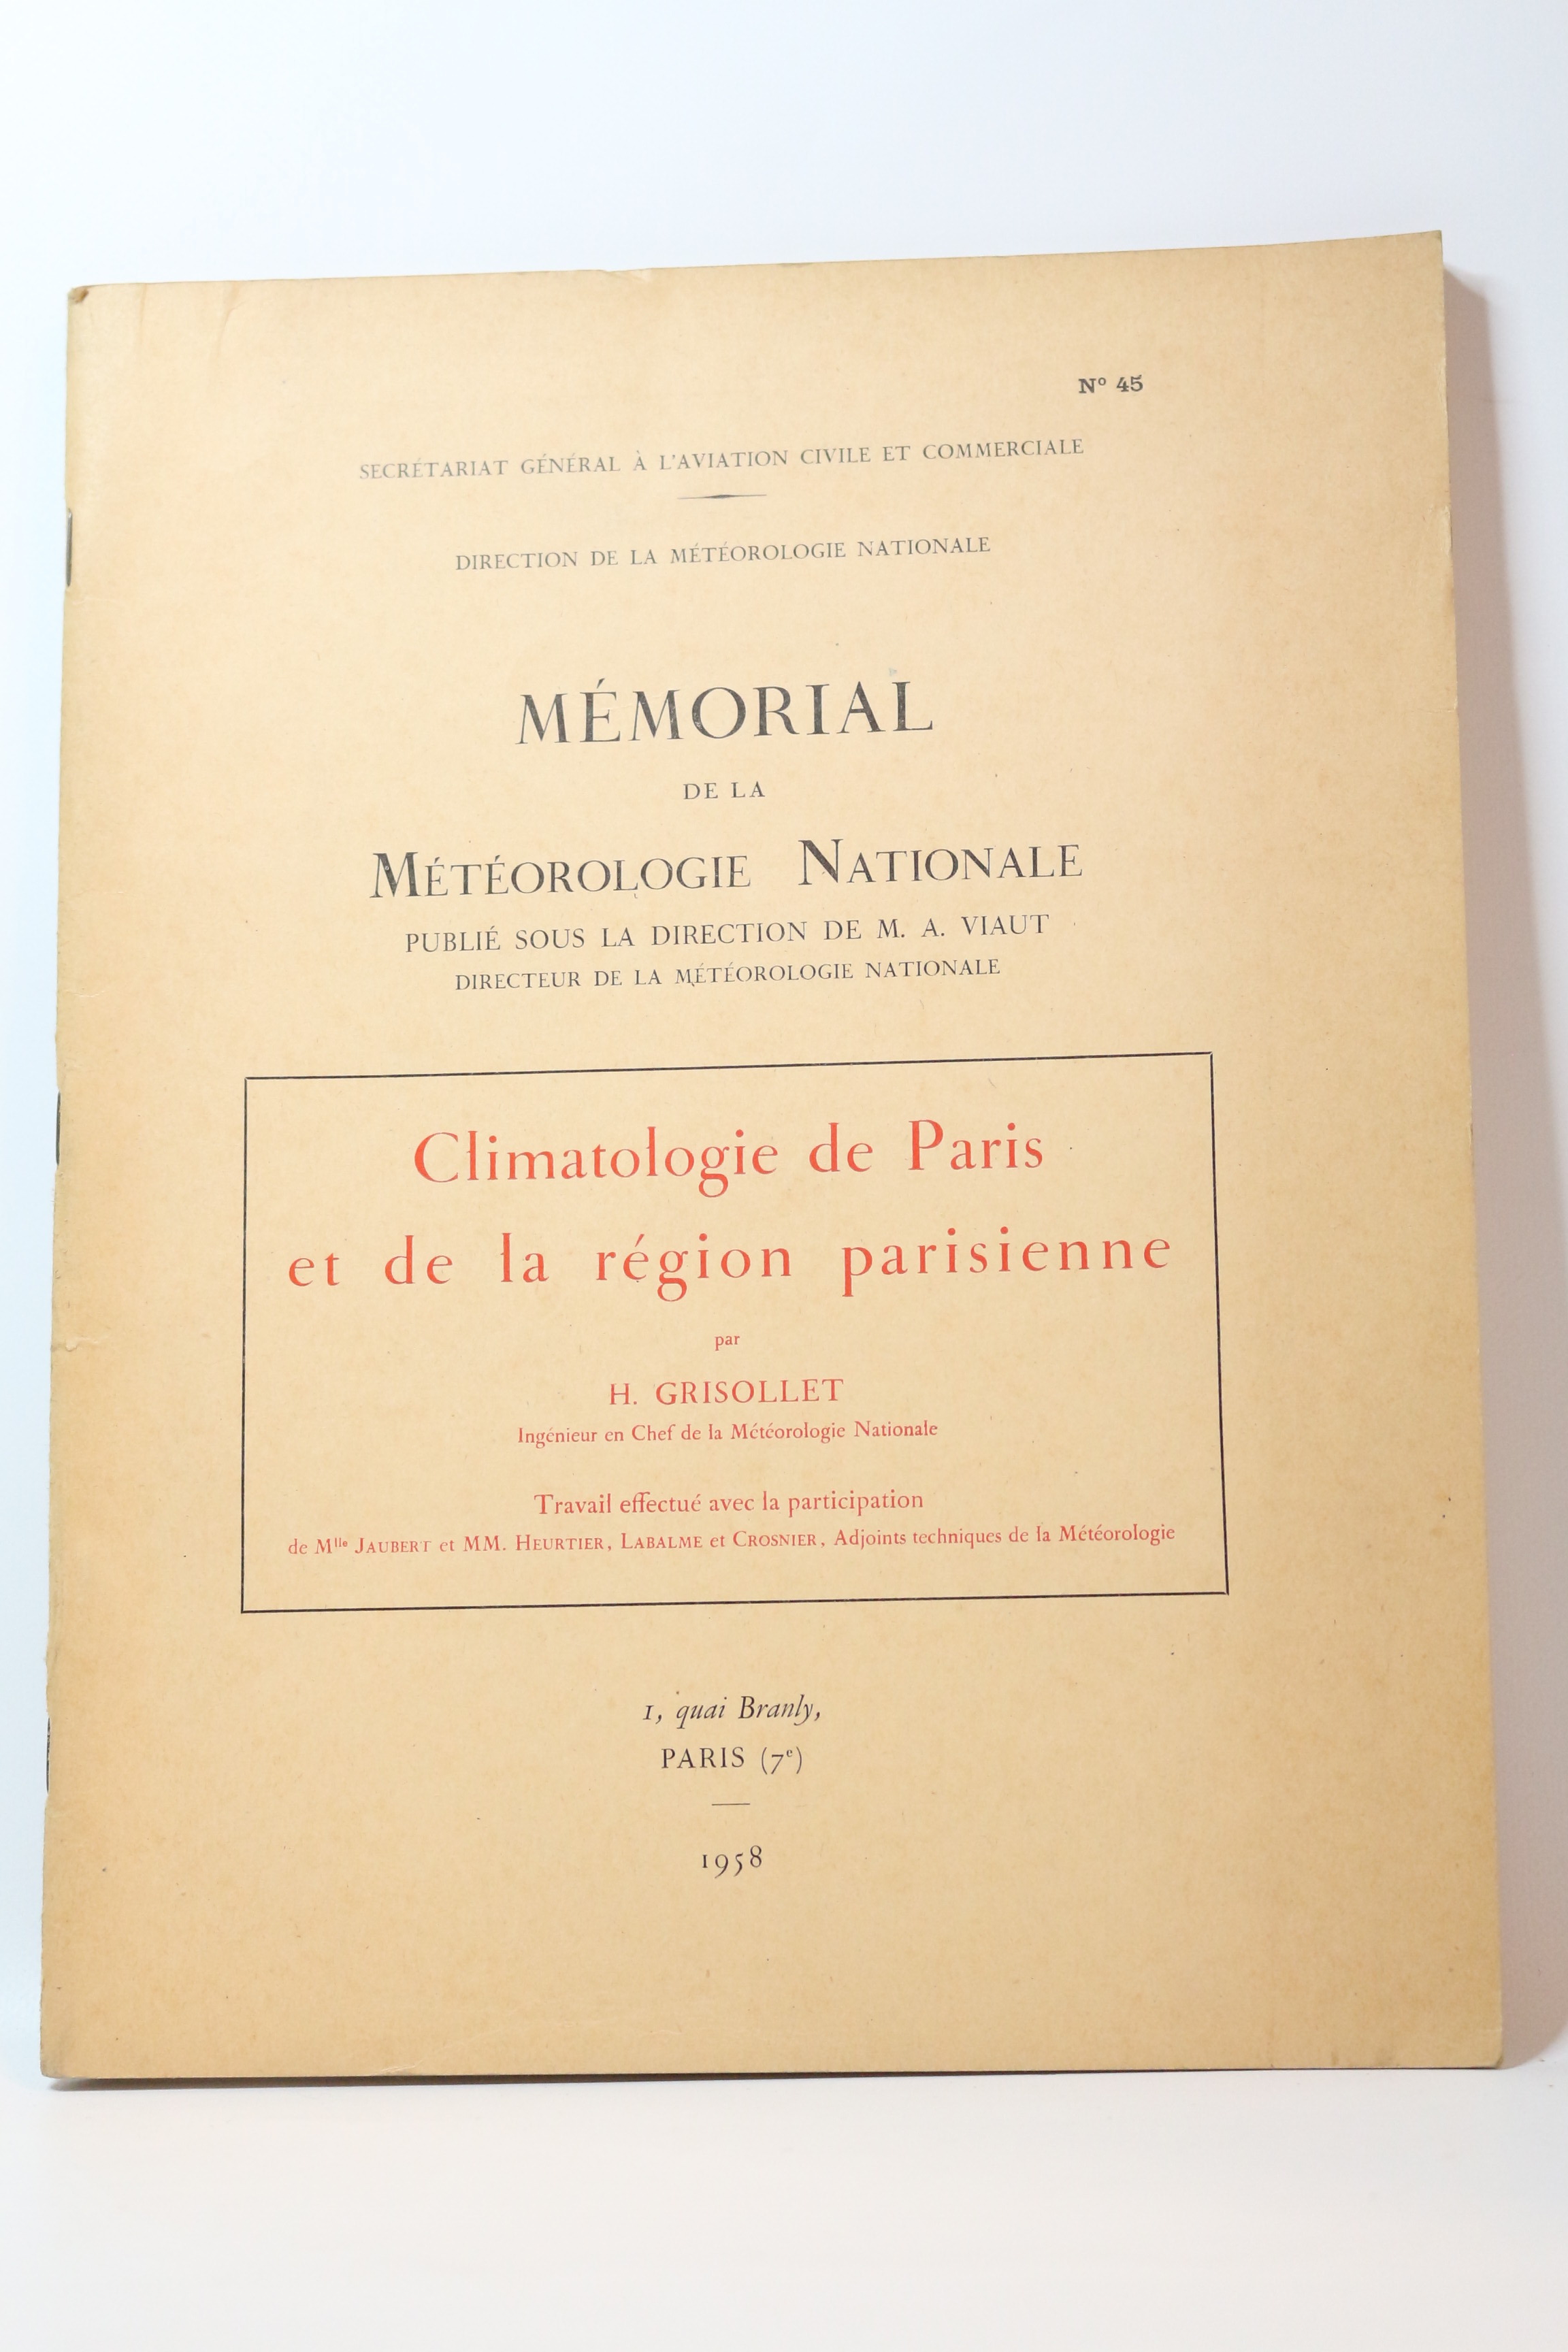 Nº 45
SECRÉTARIAT GÉNÉRAL À L'AVIATION CIVILE ET COMMERCIALE
DIRECTION DE LA MÉTÉOROLOGIE NATIONALE
MÉMORIAL
DE LA
MÉTÉOROLOGIE NATIONALE
PUBLIÉ SOUS LA DIRECTION DE M. A. VIAUT
DIRECTEUR DE LA MÉTÉOROLOGIE NATIONALE
Climatologie de Paris
et de la région parisienne
par
H. GRISOLLET
Ingénieur en Chef de la Météorologie Nationale
Travail effectué avec la participation
de Mlle JAUBERT et MM. HEURTIER, LABALME et CROSNIER, Adjoints techniques de la Météorologie
1, quai Branly,
PARIS (7e)
1958